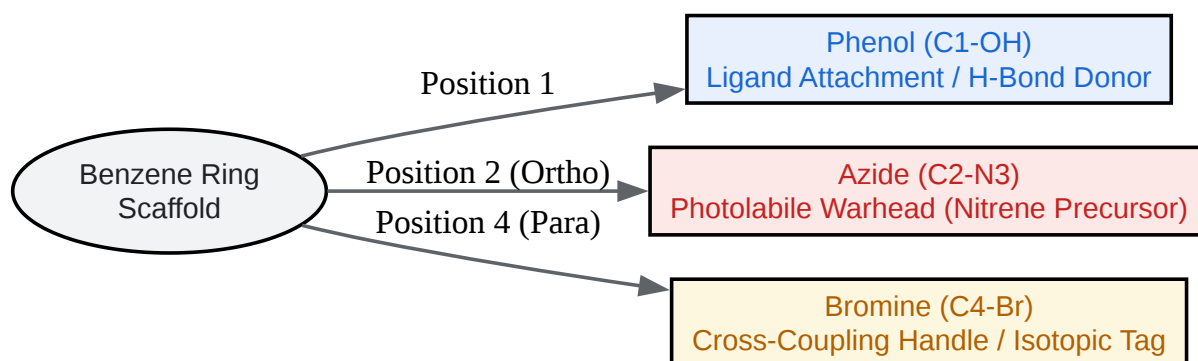 Position 1
Phenol (C1-OH)
Ligand Attachment / H-Bond Donor
Benzene Ring
Scaffold
Position 2 (Ortho)
Azide (C2-N3)
Photolabile Warhead (Nitrene Precursor)
Position 4 (Para)
Bromine (C4-Br)
Cross-Coupling Handle / Isotopic Tag